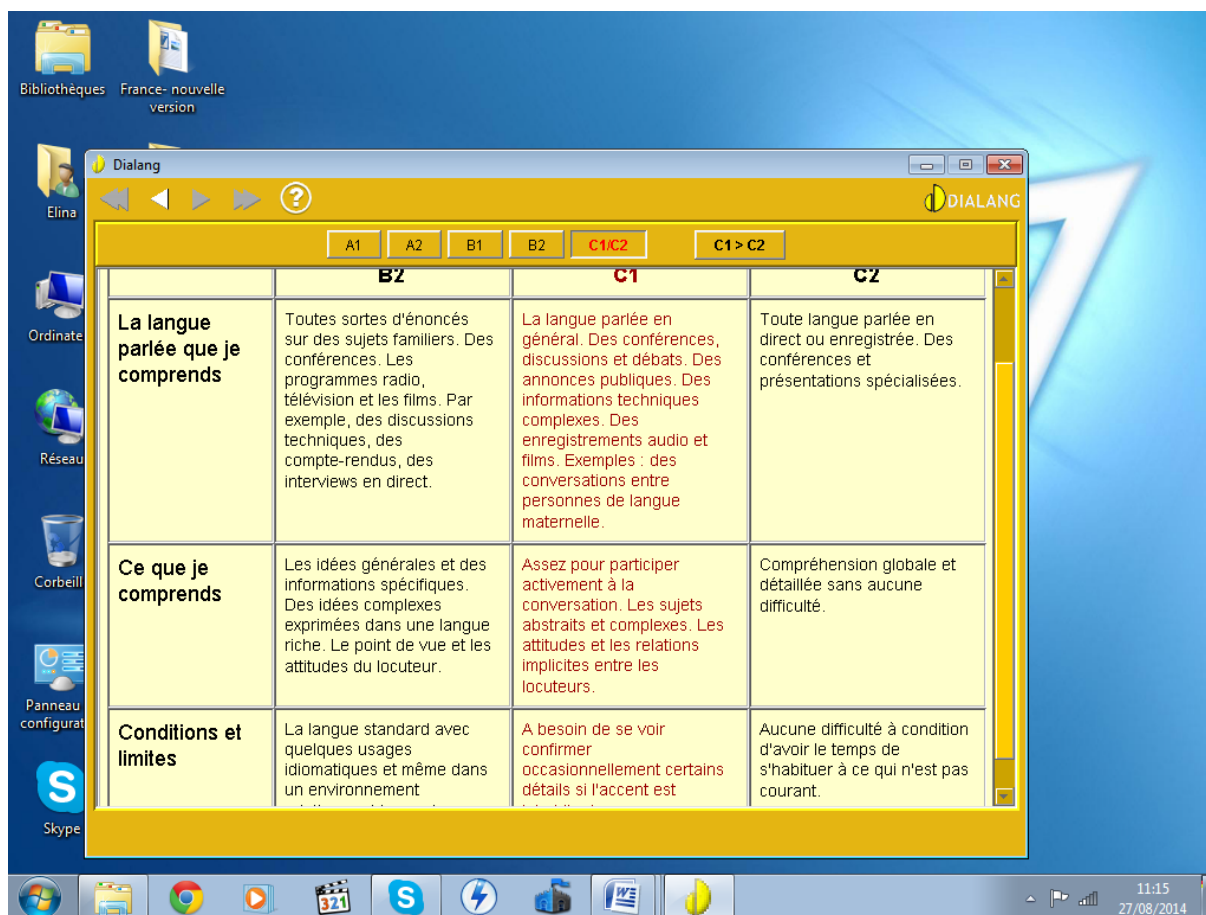 Bibliothèques
France- nouvelle
version
Elina
Ordinate
Réseau
Corbeill
Panneau
configurat
Skype
Dialang
?
DIALANG
A1
A2
B1
B2
C1/C2
C1 > C2
B2
C1
C2
La langue
parlée que je
comprends
Toutes sortes d'énoncés
sur des sujets familiers. Des
conférences. Les
programmes radio,
télévision et les films. Par
exemple, des discussions
techniques, des
compte-rendus, des
interviews en direct.
La langue parlée en
général. Des conférences,
discussions et débats. Des
annonces publiques. Des
informations techniques
complexes. Des
enregistrements audio et
films. Exemples : des
conversations entre
personnes de langue
maternelle.
Toute langue parlée en
direct ou enregistrée. Des
conférences et
présentations spécialisées.
Ce que je
comprends
Les idées générales et des
informations spécifiques.
Des idées complexes
exprimées dans une langue
riche. Le point de vue et les
attitudes du locuteur.
Assez pour participer
activement à la
conversation. Les sujets
abstraits et complexes. Les
attitudes et les relations
implicites entre les
locuteurs.
Compréhension globale et
détaillée sans aucune
difficulté.
Conditions et
limites
La langue standard avec
quelques usages
idiomatiques et même dans
un environnement
A besoin de se voir
confirmer
occasionnellement certains
détails si l'accent est
Aucune difficulté à condition
d'avoir le temps de
s'habituer à ce qui n'est pas
courant.
321
11:15
27/08/2014